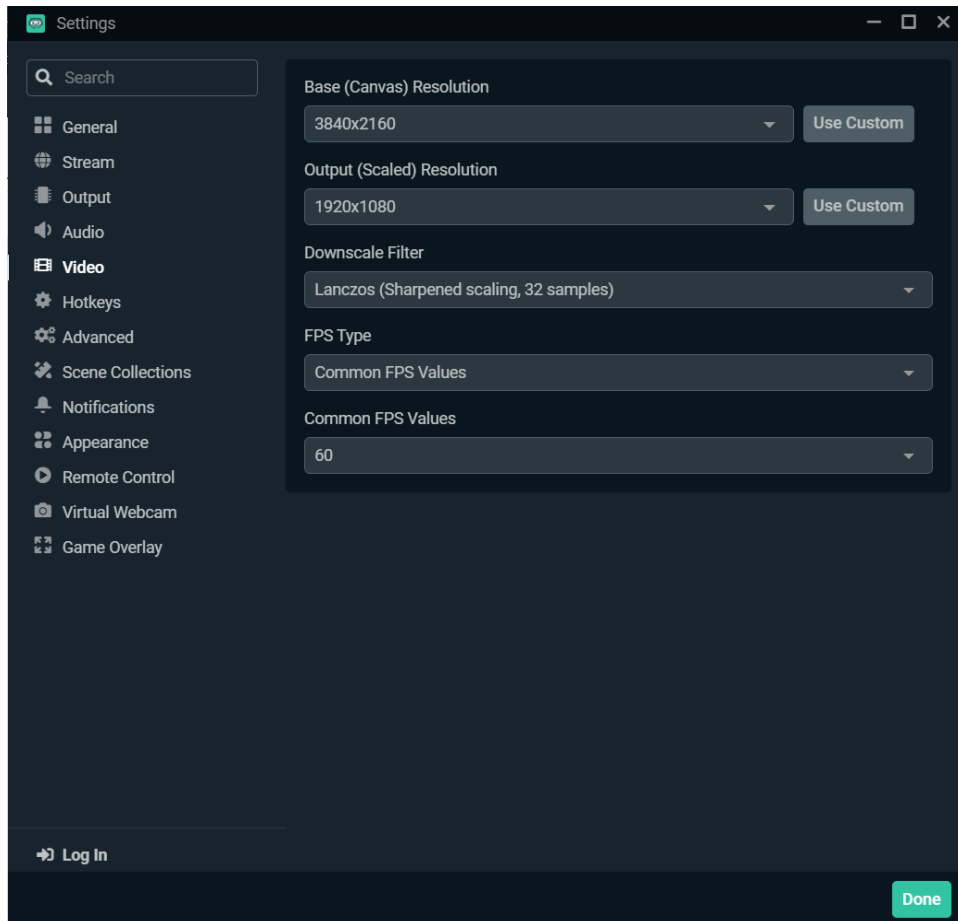 Settings
Search
General
Stream
Output
Audio
Video
Hotkeys
Advanced
Scene Collections
Notifications
Appearance
Remote Control
Virtual Webcam
Game Overlay
Log In
Base (Canvas) Resolution
3840x2160
Use Custom
Output (Scaled) Resolution
1920x1080
Use Custom
Downscale Filter
Lanczos (Sharpened scaling, 32 samples)
FPS Type
Common FPS Values
Common FPS Values
60
Done